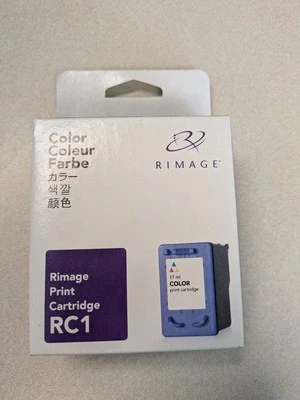 Color
Couleur
Farbe
カラー
색깔
顔色
RIMAGE
Rimage
Print
Cartridge
RC1
17 ml
COLOR
print cartridge